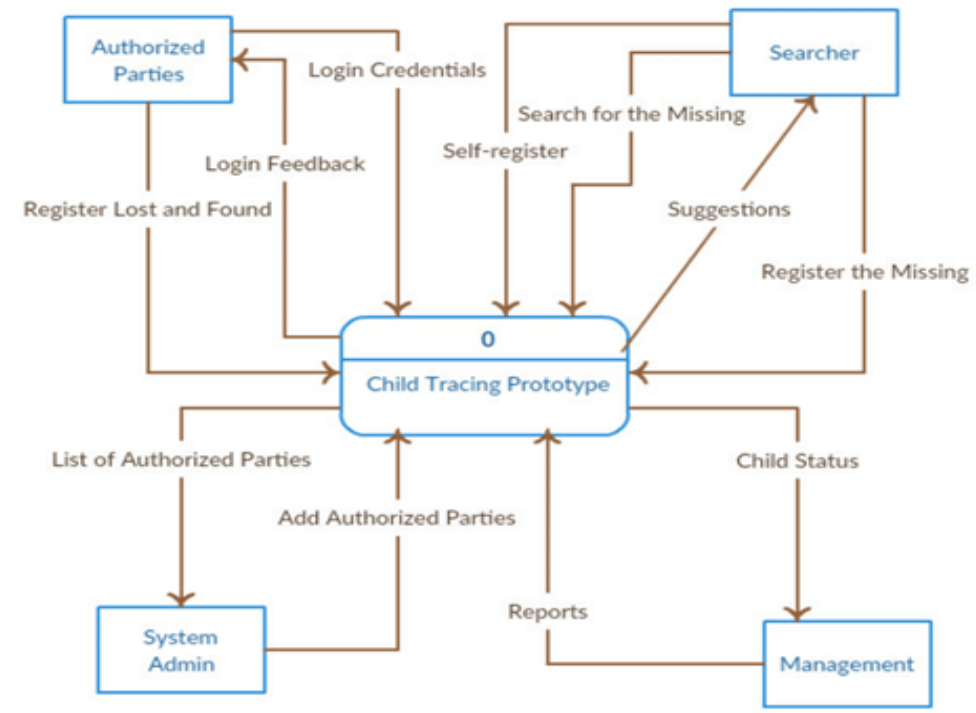 Authorized
Parties
Searcher
Login Credentials
Search for the Missing
Self-register
Login Feedback
Register Lost and Found
Suggestions
Register the Missing
0
Child Tracing Prototype
List of Authorized Parties
Child Status
Add Authorized Parties
Reports
System
Admin
Management